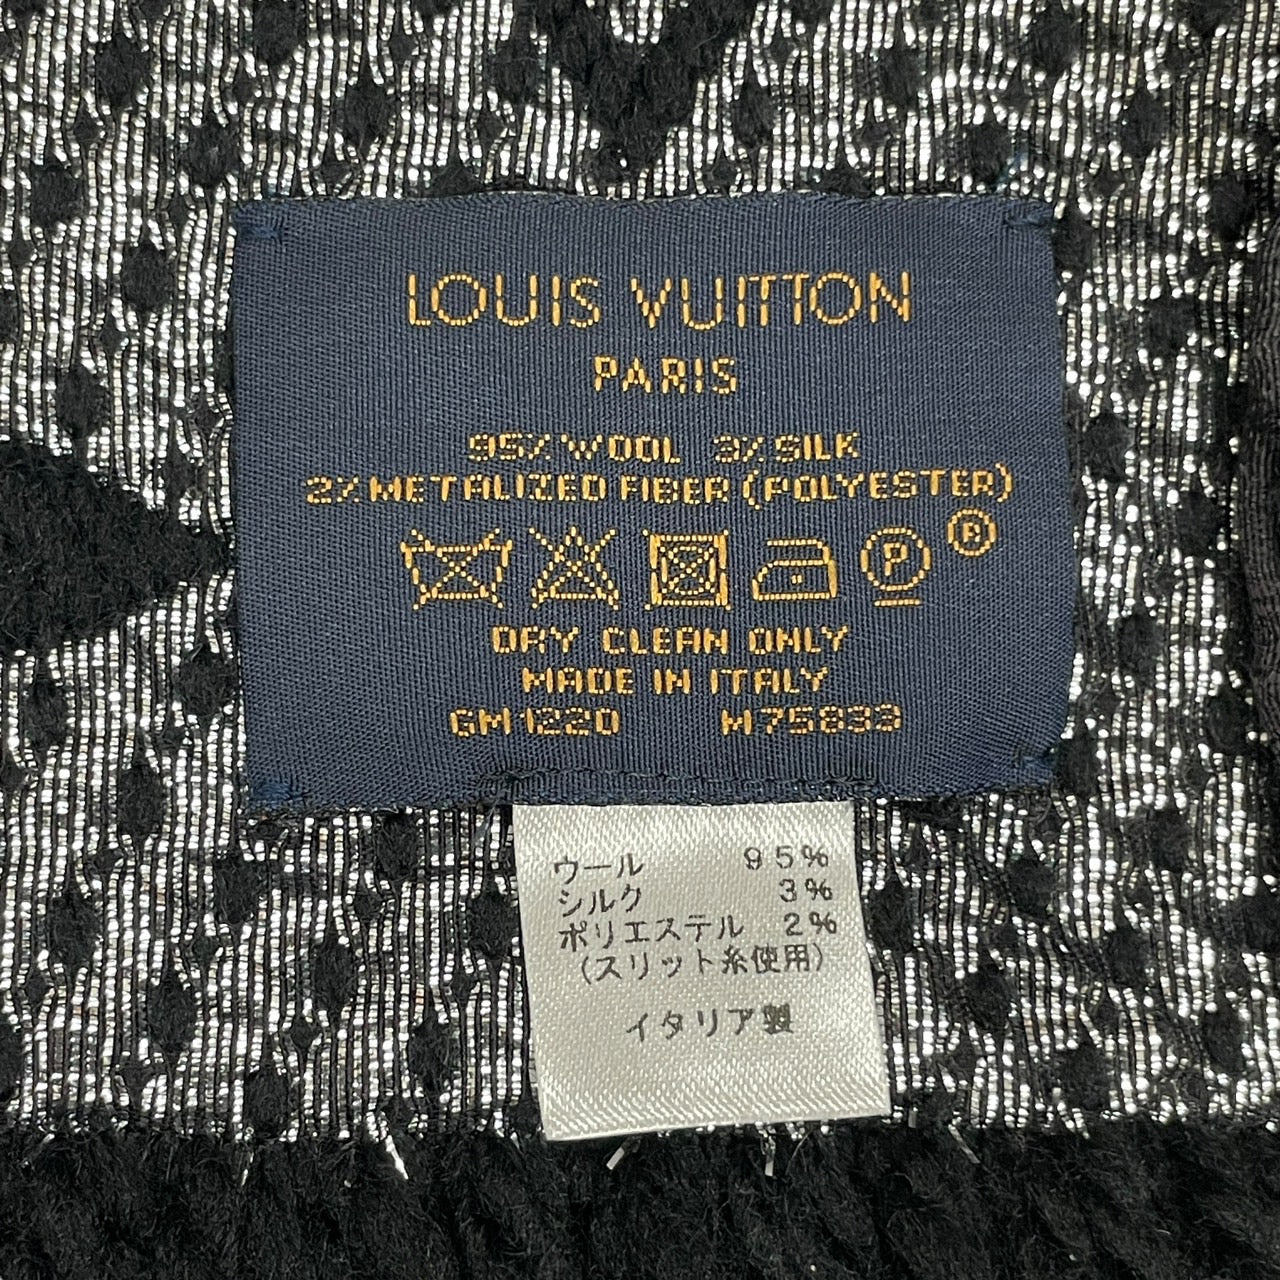 LOUIS VUITTON
PARIS
95% WOOL 3% SILK
2% METALIZED FIBER (POLYESTER)
P R
DRY CLEAN ONLY
MADE IN ITALY
GM1220 M75833
ウール 95%
シルク 3%
ポリエステル 2%
(スリット糸使用)
イタリア製